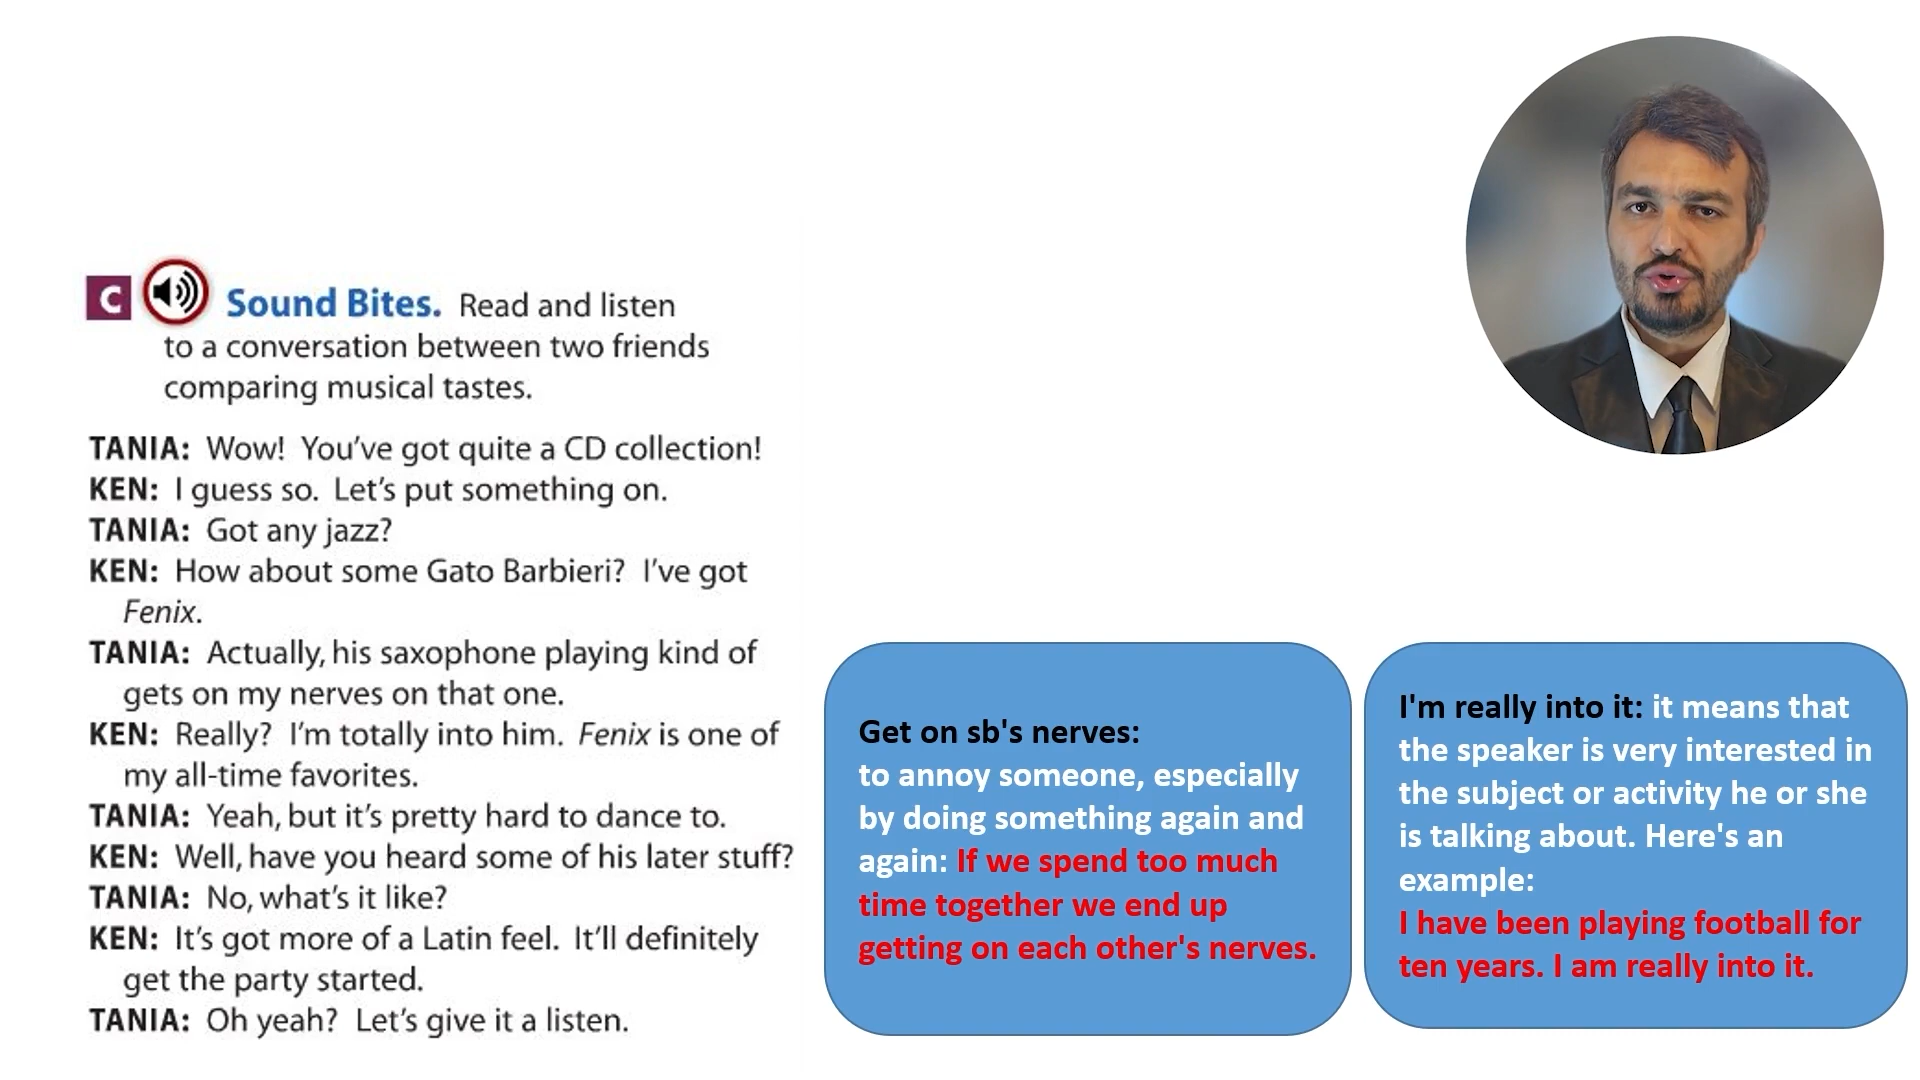 C Sound Bites. Read and listen
to a conversation between two friends
comparing musical tastes.
TANIA: Wow! You've got quite a CD collection!
KEN: I guess so. Let's put something on.
TANIA: Got any jazz?
KEN: How about some Gato Barbieri? I've got
Fenix.
TANIA: Actually, his saxophone playing kind of
gets on my nerves on that one.
KEN: Really? I'm totally into him. Fenix is one of
my all-time favorites.
TANIA: Yeah, but it's pretty hard to dance to.
KEN: Well, have you heard some of his later stuff?
TANIA: No, what's it like?
KEN: It's got more of a Latin feel. It'll definitely
get the party started.
TANIA: Oh yeah? Let's give it a listen.
Get on sb's nerves:
to annoy someone, especially
by doing something again and
again: If we spend too much
time together we end up
getting on each other's nerves.
I'm really into it: it means that
the speaker is very interested in
the subject or activity he or she
is talking about. Here's an
example:
I have been playing football for
ten years. I am really into it.